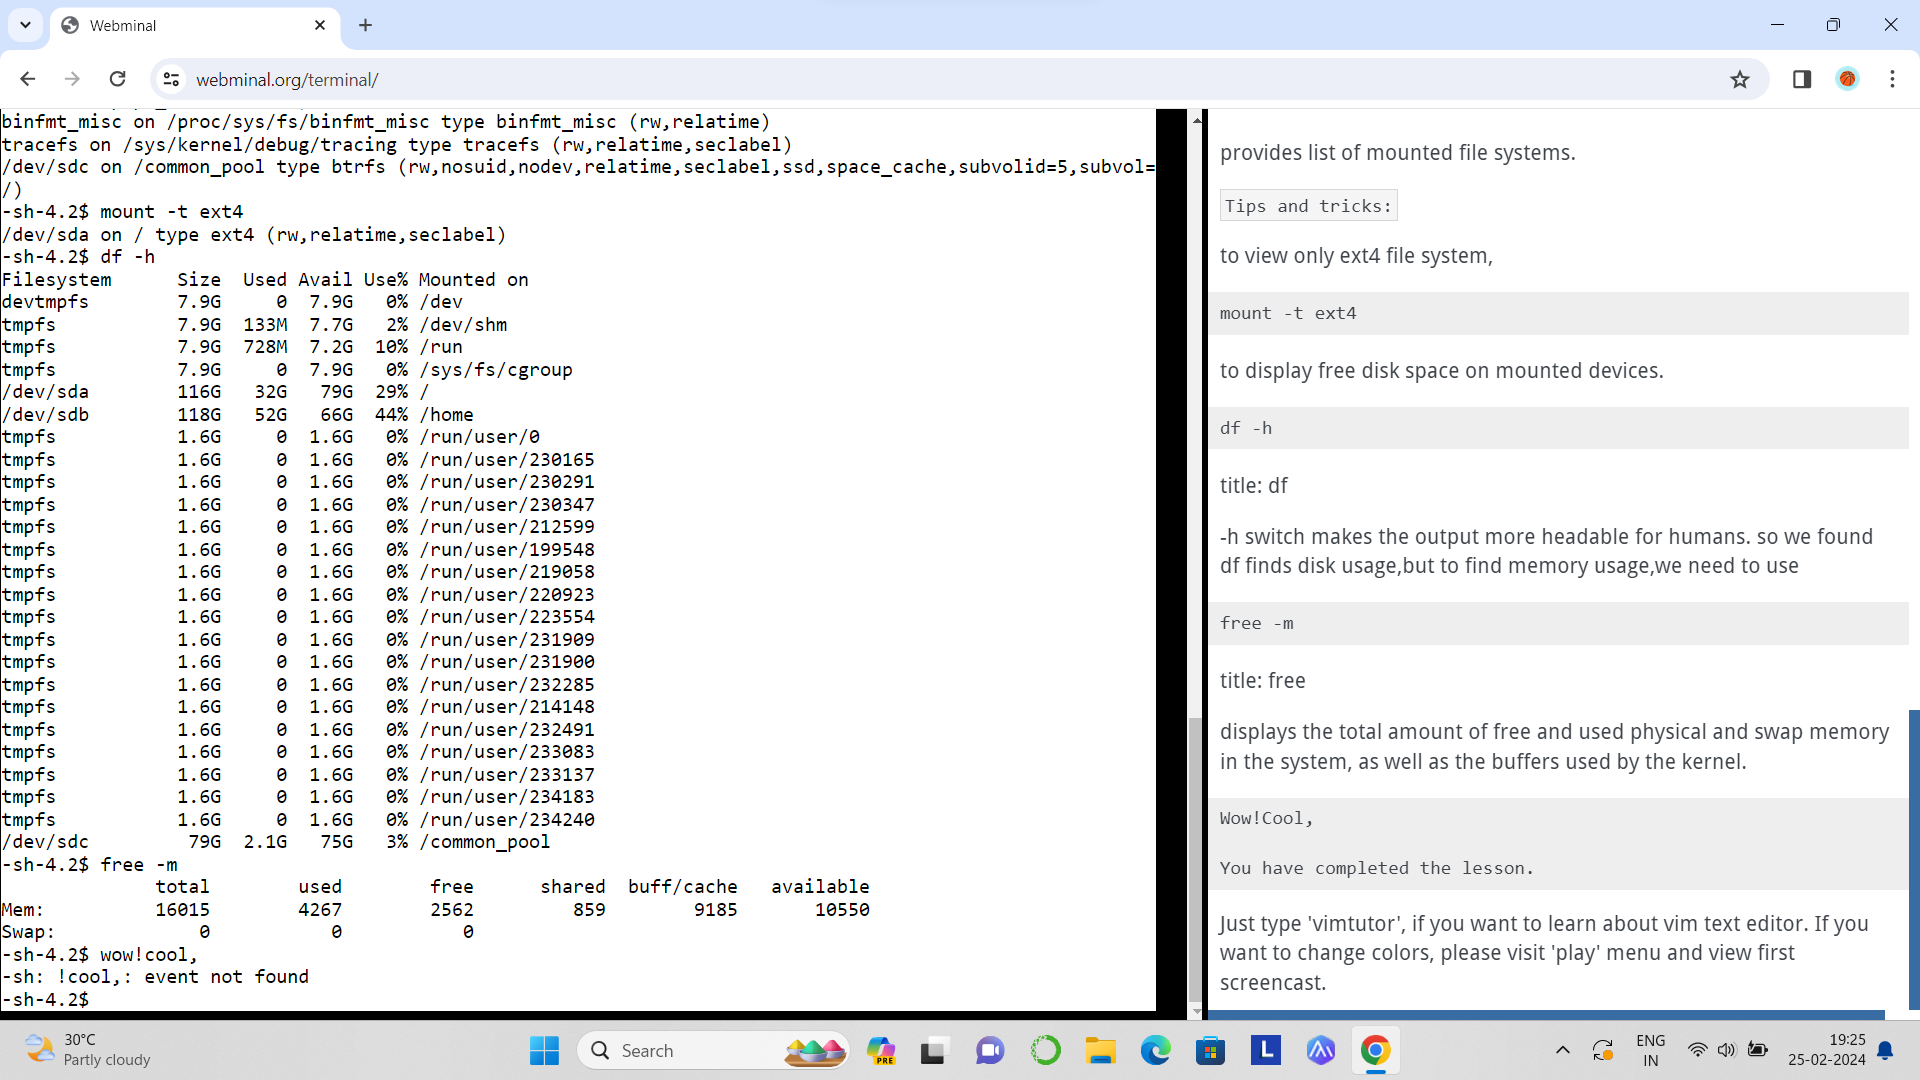 Webminal
webminal.org/terminal/
binfmt_misc on /proc/sys/fs/binfmt_misc type binfmt_misc (rw,relatime)
tracefs on /sys/kernel/debug/tracing type tracefs (rw,relatime,seclabel)
/dev/sdc on /common_pool type btrfs (rw,nosuid,nodev,relatime,seclabel,ssd,space_cache,subvolid=5,subvol=
/)
-sh-4.2$ mount -t ext4
/dev/sda on / type ext4 (rw,relatime,seclabel)
-sh-4.2$ df -h
Filesystem      Size  Used Avail Use% Mounted on
devtmpfs        7.9G     0  7.9G   0% /dev
tmpfs           7.9G  133M  7.7G   2% /dev/shm
tmpfs           7.9G  728M  7.2G  10% /run
tmpfs           7.9G     0  7.9G   0% /sys/fs/cgroup
/dev/sda        116G   32G   79G  29% /
/dev/sdb        118G   52G   66G  44% /home
tmpfs           1.6G     0  1.6G   0% /run/user/0
tmpfs           1.6G     0  1.6G   0% /run/user/230165
tmpfs           1.6G     0  1.6G   0% /run/user/230291
tmpfs           1.6G     0  1.6G   0% /run/user/230347
tmpfs           1.6G     0  1.6G   0% /run/user/212599
tmpfs           1.6G     0  1.6G   0% /run/user/199548
tmpfs           1.6G     0  1.6G   0% /run/user/219058
tmpfs           1.6G     0  1.6G   0% /run/user/220923
tmpfs           1.6G     0  1.6G   0% /run/user/223554
tmpfs           1.6G     0  1.6G   0% /run/user/231909
tmpfs           1.6G     0  1.6G   0% /run/user/231900
tmpfs           1.6G     0  1.6G   0% /run/user/232285
tmpfs           1.6G     0  1.6G   0% /run/user/214148
tmpfs           1.6G     0  1.6G   0% /run/user/232491
tmpfs           1.6G     0  1.6G   0% /run/user/233083
tmpfs           1.6G     0  1.6G   0% /run/user/233137
tmpfs           1.6G     0  1.6G   0% /run/user/234183
tmpfs           1.6G     0  1.6G   0% /run/user/234240
/dev/sdc         79G  2.1G   75G   3% /common_pool
-sh-4.2$ free -m
              total        used        free      shared  buff/cache   available
Mem:          16015        4267        2562         859        9185       10550
Swap:             0           0           0
-sh-4.2$ wow!cool,
-sh: !cool,: event not found
-sh-4.2$
provides list of mounted file systems.
Tips and tricks:
to view only ext4 file system,
mount -t ext4
to display free disk space on mounted devices.
df -h
title: df
-h switch makes the output more headable for humans. so we found
df finds disk usage,but to find memory usage,we need to use
free -m
title: free
displays the total amount of free and used physical and swap memory
in the system, as well as the buffers used by the kernel.
Wow!Cool,
You have completed the lesson.
Just type 'vimtutor', if you want to learn about vim text editor. If you
want to change colors, please visit 'play' menu and view first
screencast.
30°C
Partly cloudy
Search
PRE
L
ENG
IN
19:25
25-02-2024